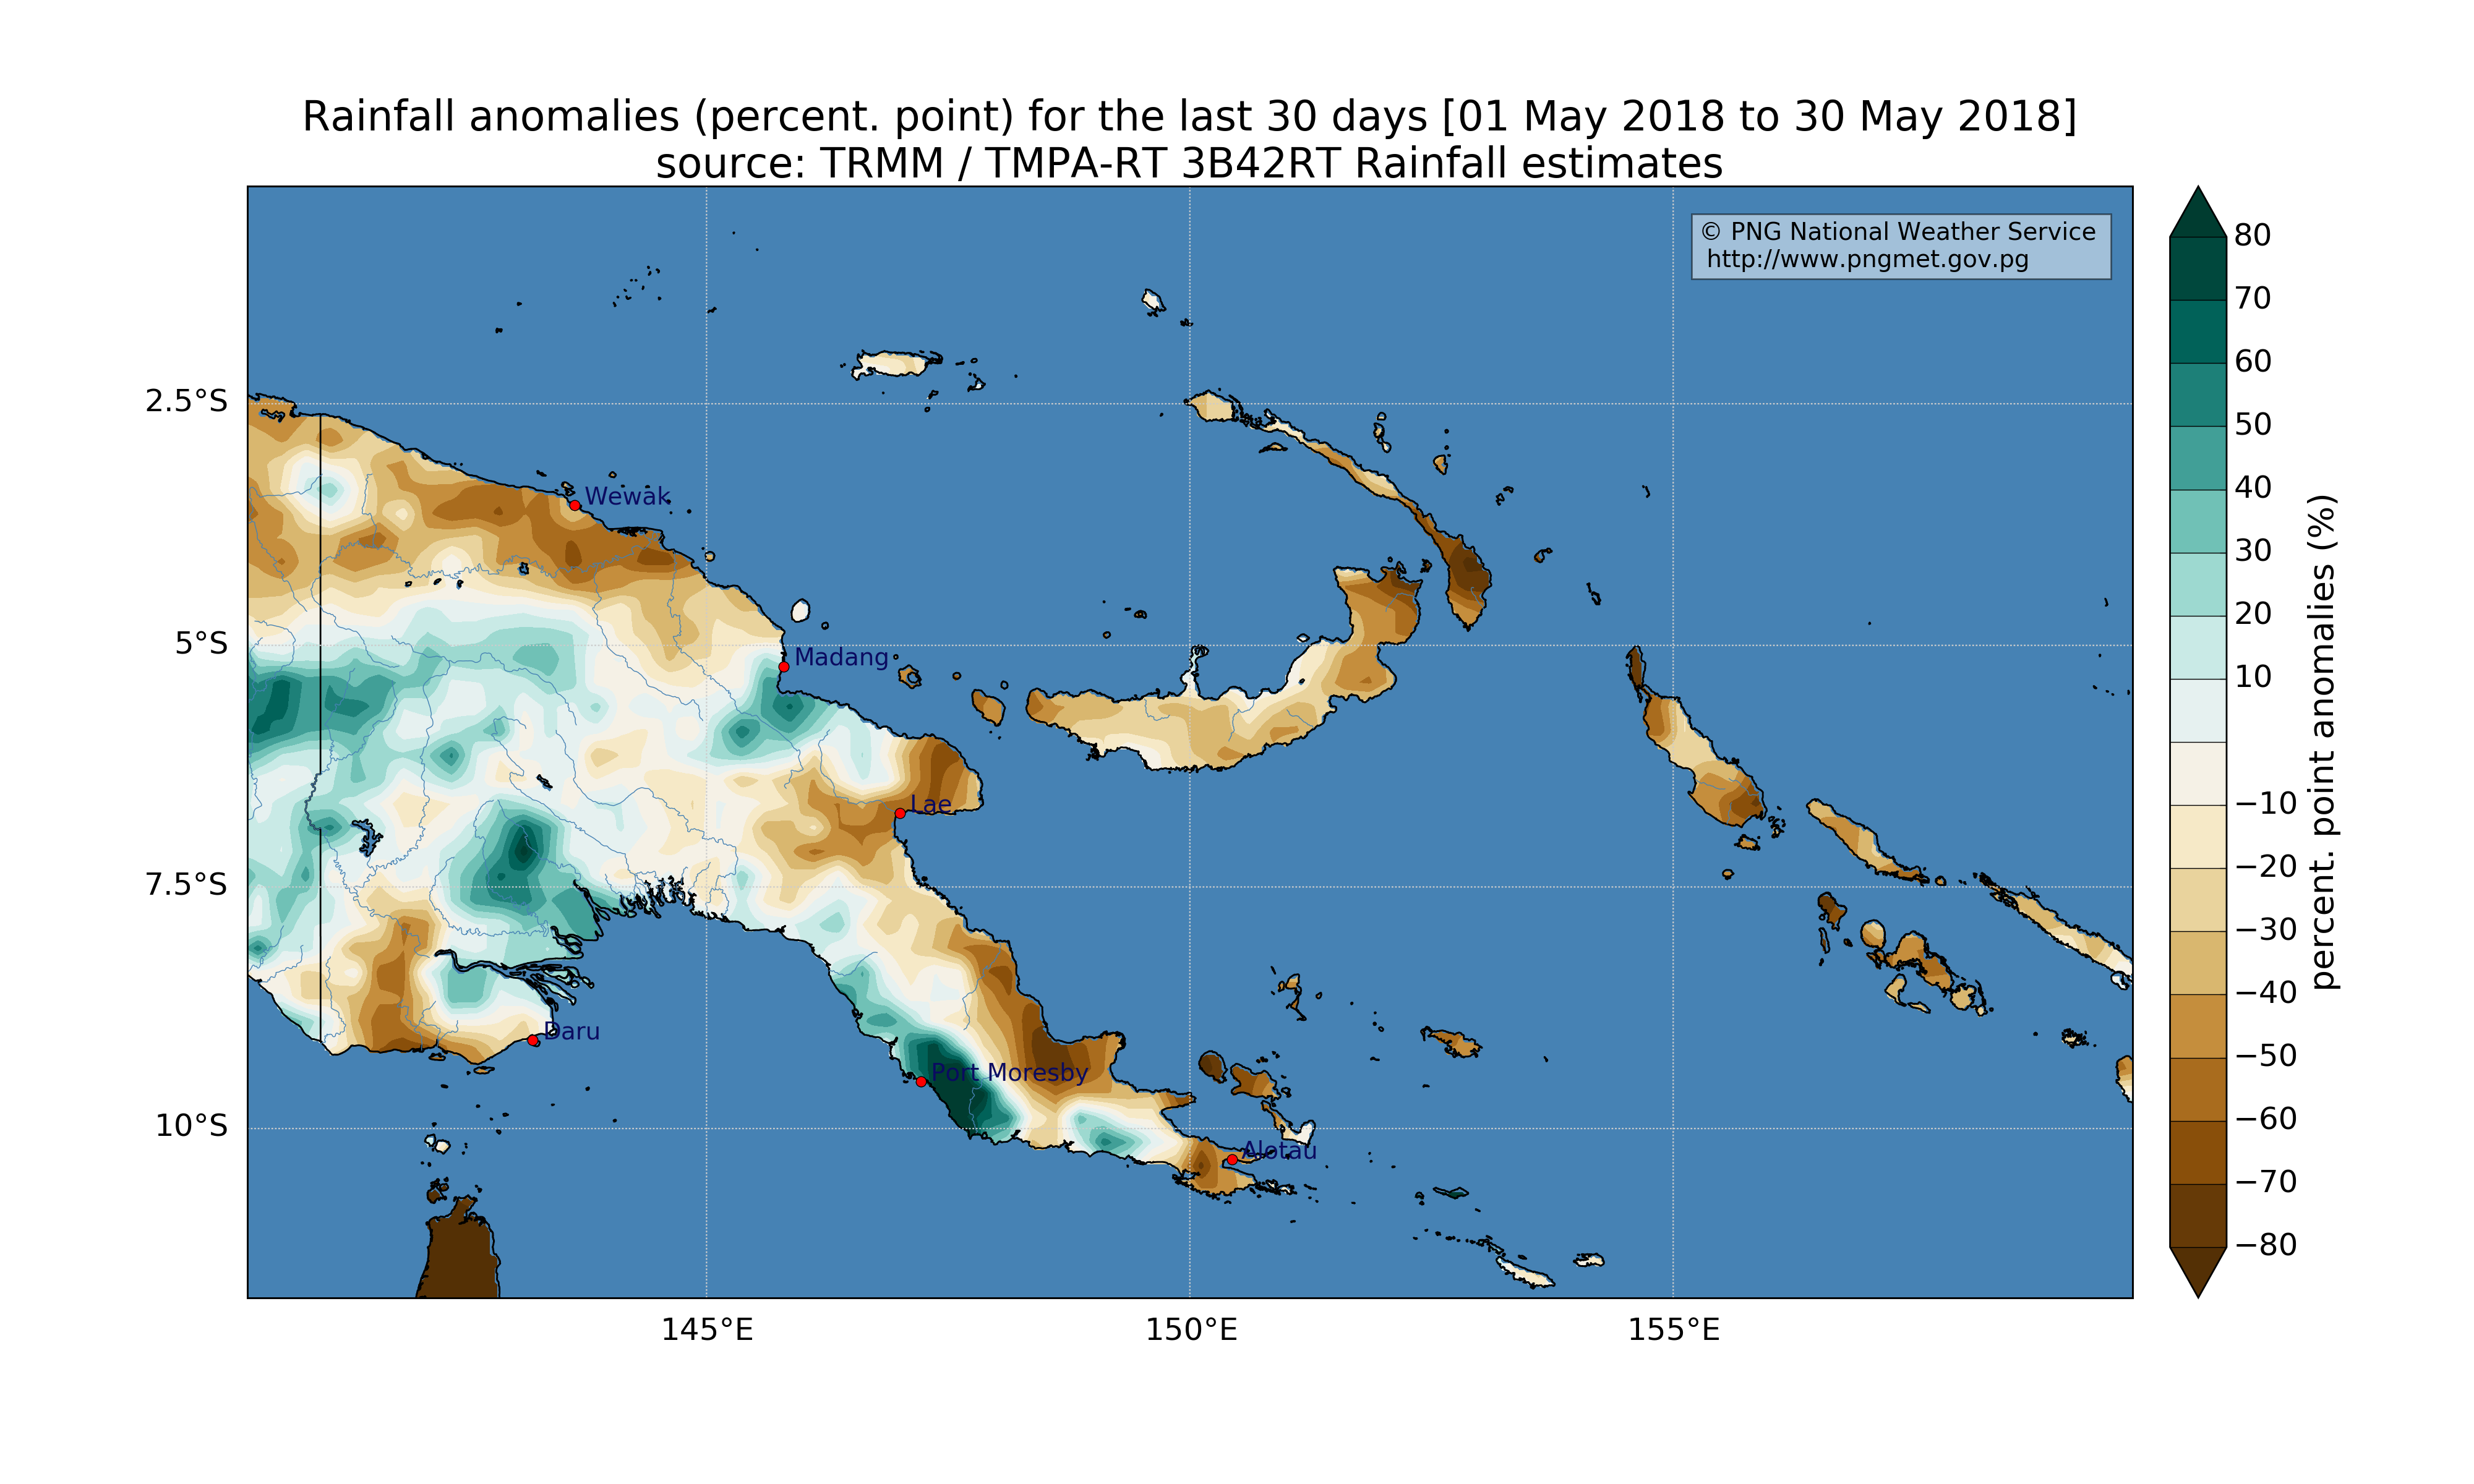 Rainfall anomalies (percent. point) for the last 30 days [01 May 2018 to 30 May 2018]
source: TRMM / TMPA-RT 3B42RT Rainfall estimates
© PNG National Weather Service
http://www.pngmet.gov.pg
2.5°S
5°S
7.5°S
10°S
Wewak
Madang
Lae
Daru
Port Moresby
Alotau
145°E
150°E
155°E
80
70
60
50
40
30
20
10
−10
−20
−30
−40
−50
−60
−70
−80
percent. point anomalies (%)